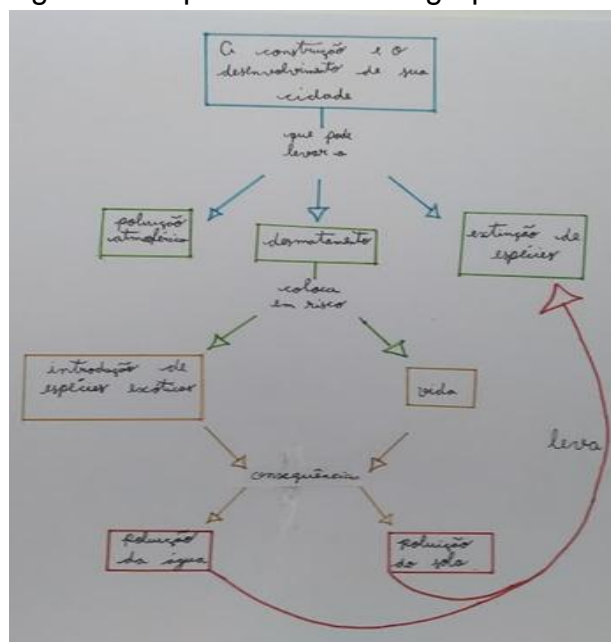 A construção e o
desenvolvimento de sua
cidade
que pode
levar a
poluição
atmosférica
desmatamento
extinção de
espécies
coloca
em risco
introdução de
espécies exóticas
vida
leva
consequências
poluição
da água
poluição
do solo